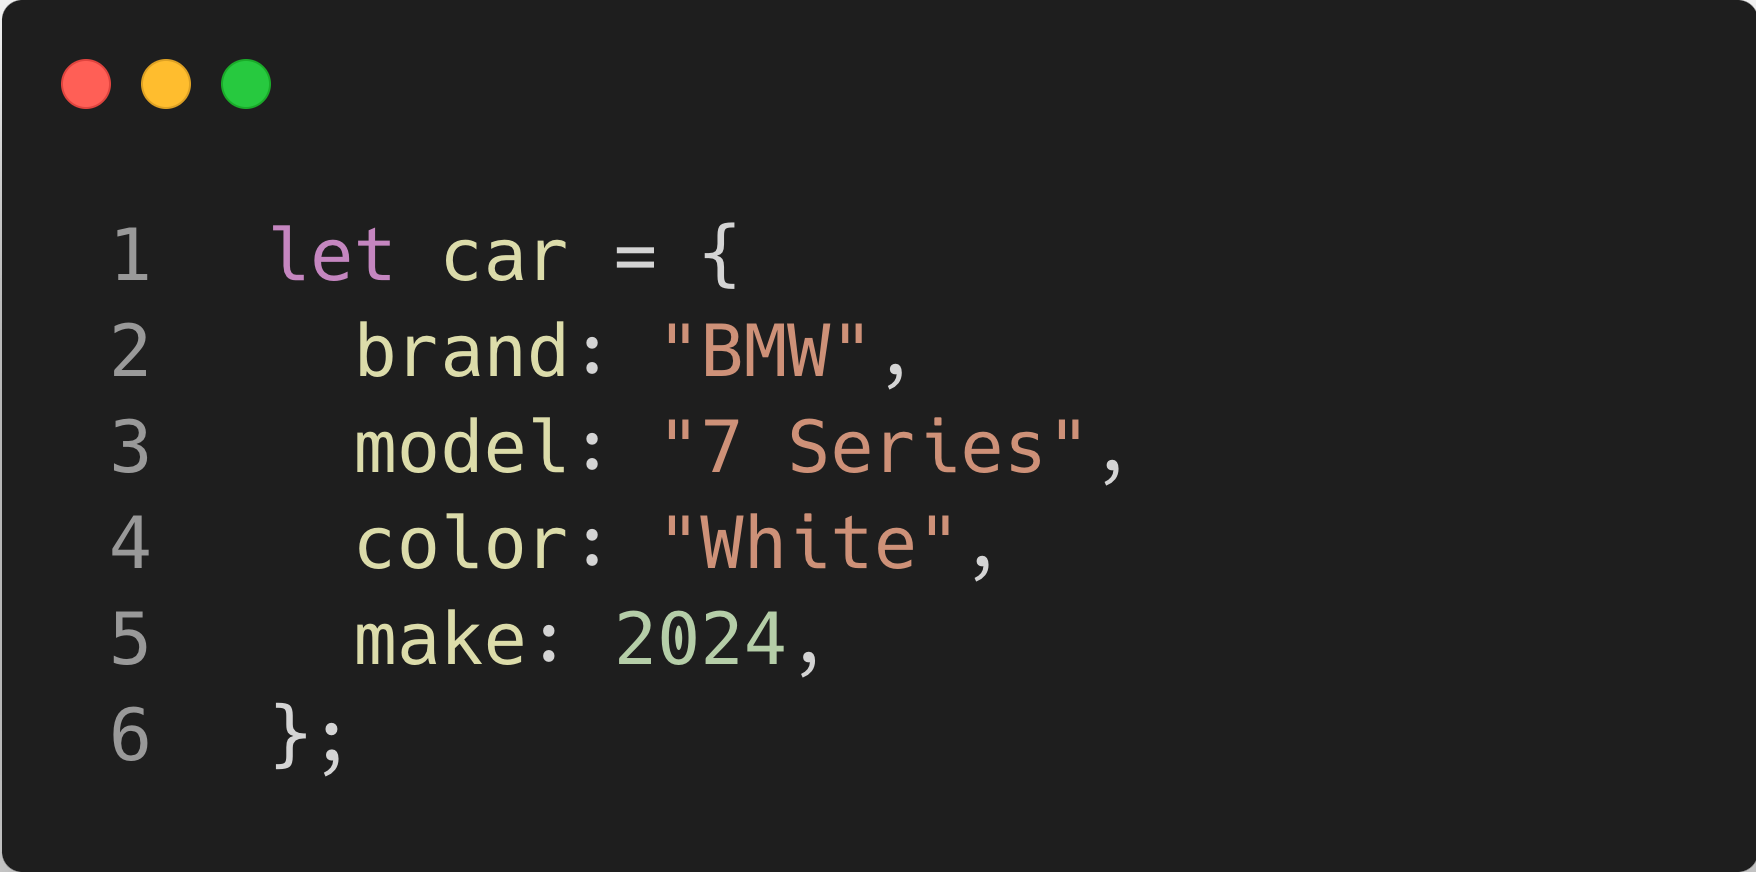 1 let car = {
2 brand: "BMW",
3 model: "7 Series",
4 color: "White",
5 make: 2024,
6 };